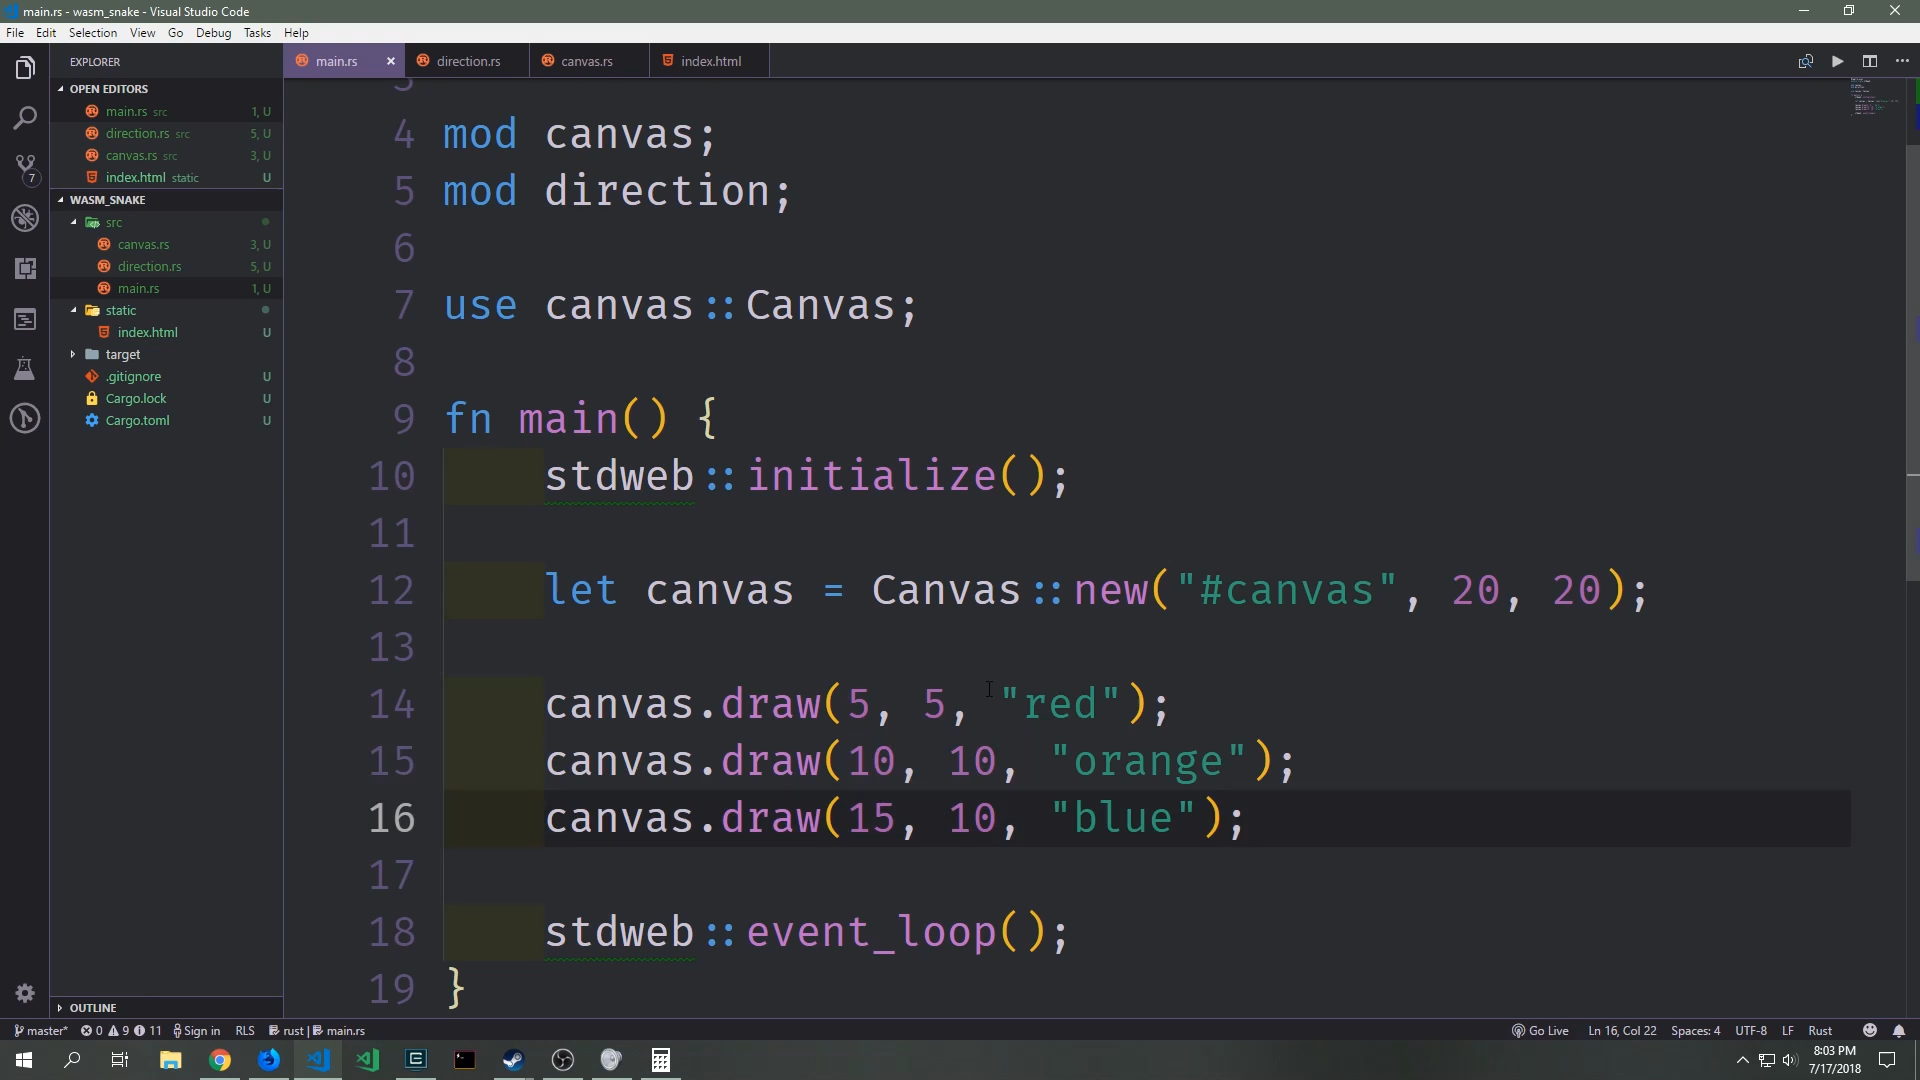 main.rs - wasm_snake - Visual Studio Code
File Edit Selection View Go Debug Tasks Help
EXPLORER
OPEN EDITORS
main.rs src 1, U
direction.rs src 5, U
canvas.rs src 3, U
index.html static U
WASM_SNAKE
src
canvas.rs 3, U
direction.rs 5, U
main.rs 1, U
static
index.html U
target
.gitignore U
Cargo.lock U
Cargo.toml U
OUTLINE
7
main.rs direction.rs canvas.rs index.html
3
4 mod canvas;
5 mod direction;
6
7 use canvas::Canvas;
8
9 fn main() {
10 stdweb::initialize();
11
12 let canvas = Canvas::new("#canvas", 20, 20);
13
14 canvas.draw(5, 5, "red");
15 canvas.draw(10, 10, "orange");
16 canvas.draw(15, 10, "blue");
17
18 stdweb::event_loop();
19 }
master* 0 9 11 Sign in RLS rust | main.rs Go Live Ln 16, Col 22 Spaces: 4 UTF-8 LF Rust
8:03 PM
7/17/2018